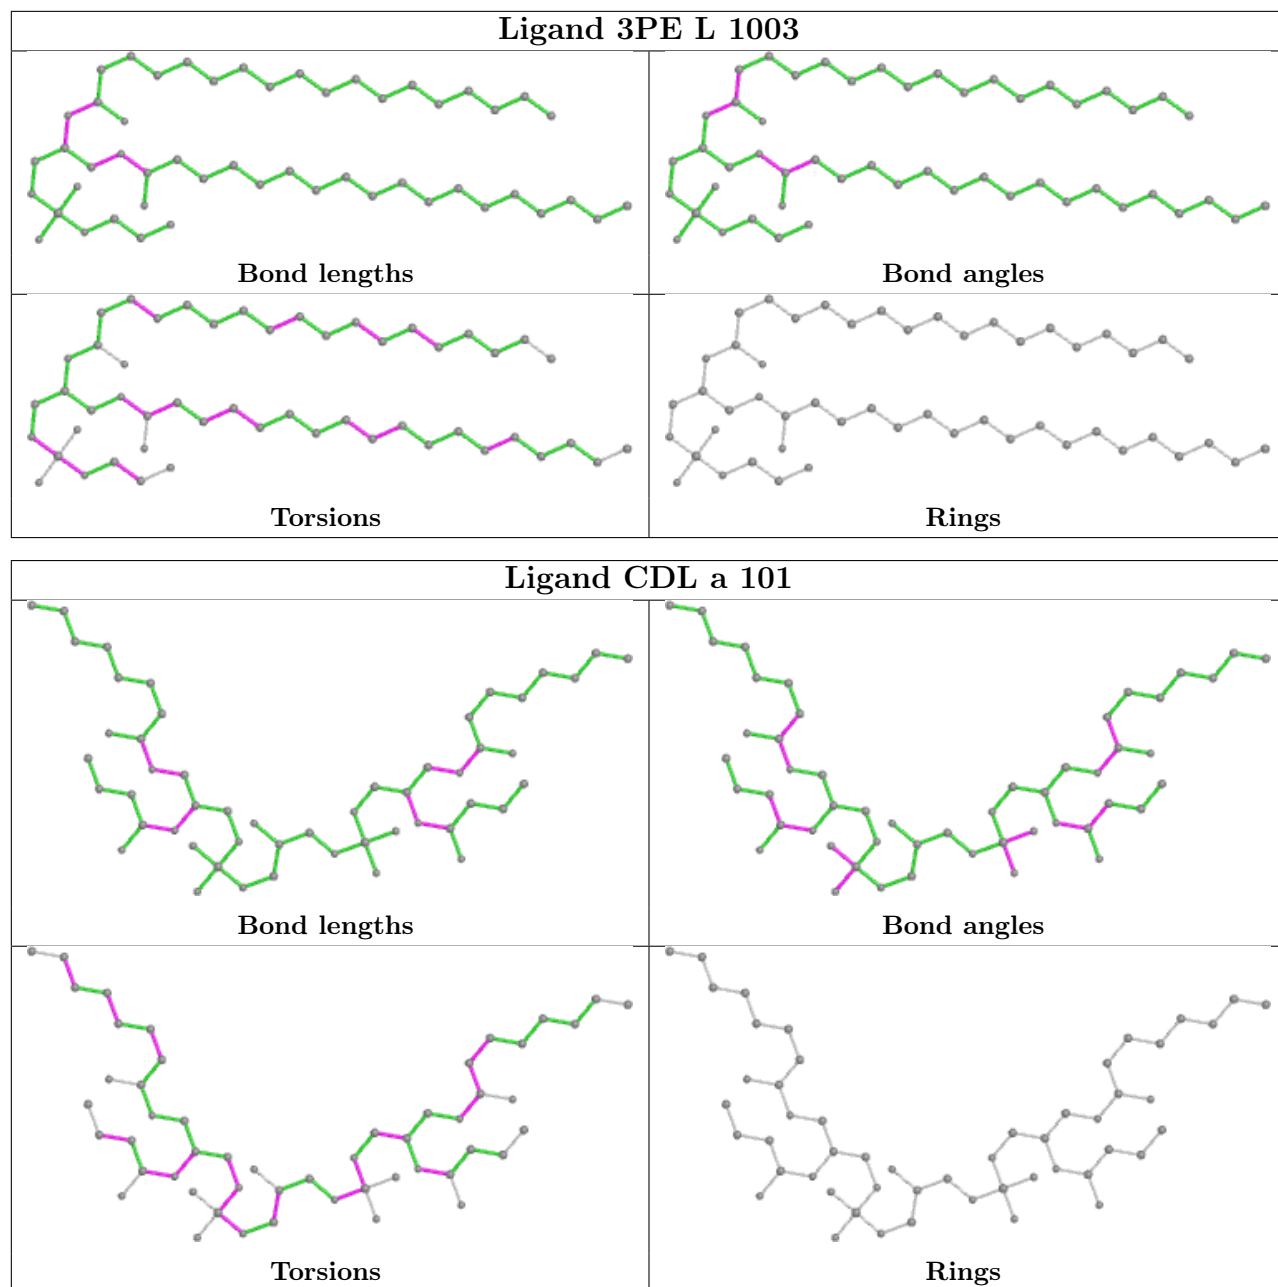 Ligand 3PE L 1003
Bond lengths
Bond angles
Torsions
Rings
Ligand CDL a 101
Bond lengths
Bond angles
Torsions
Rings